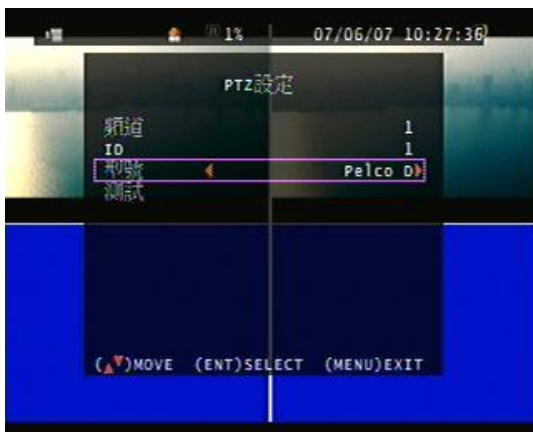 1% 07/06/07 10:27:36
PTZ設定
頻道 1
ID 1
型號 Pelco D
測試
(▲▼)MOVE (ENT)SELECT (MENU)EXIT